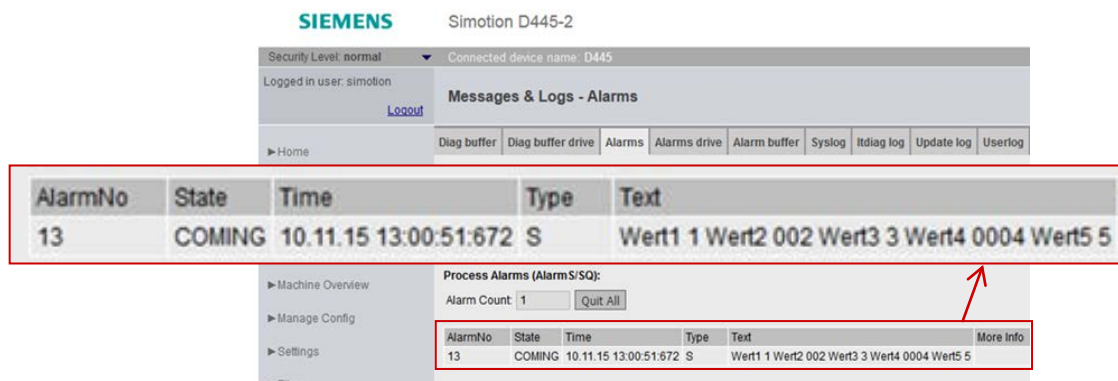 SIEMENS Simotion D445-2
Security Level: normal Connected device name: D445
Logged in user: simotion
Messages & Logs - Alarms
Logout
Diag buffer Diag buffer drive Alarms Alarms drive Alarm buffer Syslog Itdiag log Update log Userlog
►Home
AlarmNo State Time Type Text
13 COMING 10.11.15 13:00:51:672 S Wert1 1 Wert2 002 Wert3 3 Wert4 0004 Wert5 5
Process Alarms (AlarmS/SQ):
►Machine Overview
Alarm Count: 1 Quit All
►Manage Config
AlarmNo State Time Type Text More Info
►Settings
13 COMING 10.11.15 13:00:51:672 S Wert1 1 Wert2 002 Wert3 3 Wert4 0004 Wert5 5